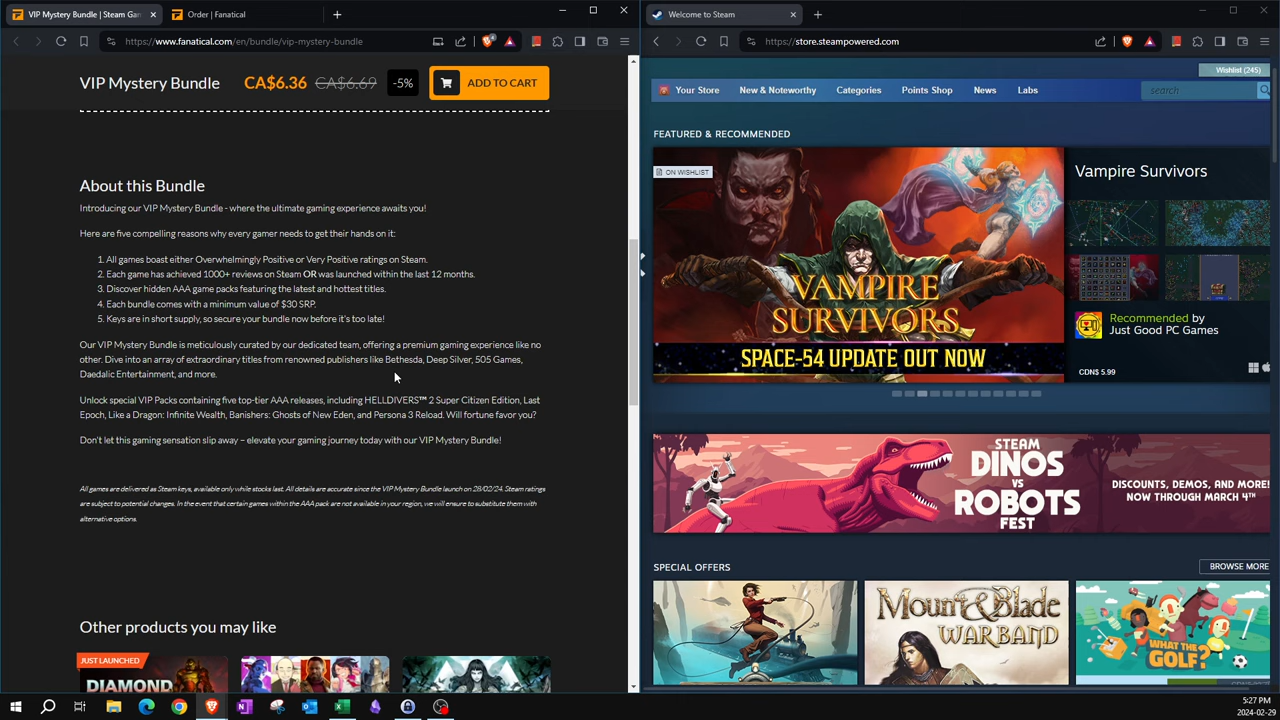 VIP Mystery Bundle | Steam Gam
Order | Fanatical
https://www.fanatical.com/en/bundle/vip-mystery-bundle
VIP Mystery Bundle
CA$6.36 CA$6.69 -5%
ADD TO CART
About this Bundle
Introducing our VIP Mystery Bundle - where the ultimate gaming experience awaits you!
Here are five compelling reasons why every gamer needs to get their hands on it:
1. All games boast either Overwhelmingly Positive or Very Positive ratings on Steam.
2. Each game has achieved 1000+ reviews on Steam OR was launched within the last 12 months.
3. Discover hidden AAA game packs featuring the latest and hottest titles.
4. Each bundle comes with a minimum value of $30 SRP.
5. Keys are in short supply, so secure your bundle now before it's too late!
Our VIP Mystery Bundle is meticulously curated by our dedicated team, offering a premium gaming experience like no
other. Dive into an array of extraordinary titles from renowned publishers like Bethesda, Deep Silver, 505 Games,
Daedalic Entertainment, and more.
Unlock special VIP Packs containing five top-tier AAA releases, including HELLDIVERS™ 2 Super Citizen Edition, Last
Epoch, Like a Dragon: Infinite Wealth, Banishers: Ghosts of New Eden, and Persona 3 Reload. Will fortune favor you?
Don't let this gaming sensation slip away – elevate your gaming journey today with our VIP Mystery Bundle!
All games are delivered as Steam keys, available only while stocks last. All details are accurate since the VIP Mystery Bundle launch on 28/02/24. Steam ratings
are subject to potential changes. In the event that certain games within the AAA pack are not available in your region, we will ensure to substitute them with
alternative options.
Other products you may like
JUST LAUNCHED
DIAMOND
Welcome to Steam
https://store.steampowered.com
Wishlist (245)
Your Store
New & Noteworthy
Categories
Points Shop
News
Labs
search
FEATURED & RECOMMENDED
ON WISHLIST
VAMPIRE
SURVIVORS
SPACE-54 UPDATE OUT NOW
Vampire Survivors
Recommended by
Just Good PC Games
CDN$ 5.99
STEAM
DINOS
VS
ROBOTS
FEST
DISCOUNTS, DEMOS, AND MORE!
NOW THROUGH MARCH 4TH
SPECIAL OFFERS
BROWSE MORE
MOUNT & BLADE
WARBAND
WHAT THE
GOLF?
5:27 PM
2024-02-29